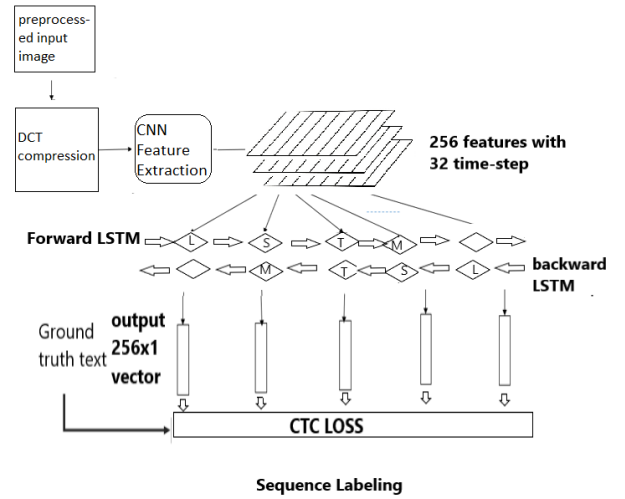 preprocess-
ed input
image
DCT
compression
CNN
Feature
Extraction
256 features with
32 time-step
Forward LSTM
L
S
T
M
M
T
S
L
backward
LSTM
Ground
truth text
output
256x1
vector
CTC LOSS
Sequence Labeling